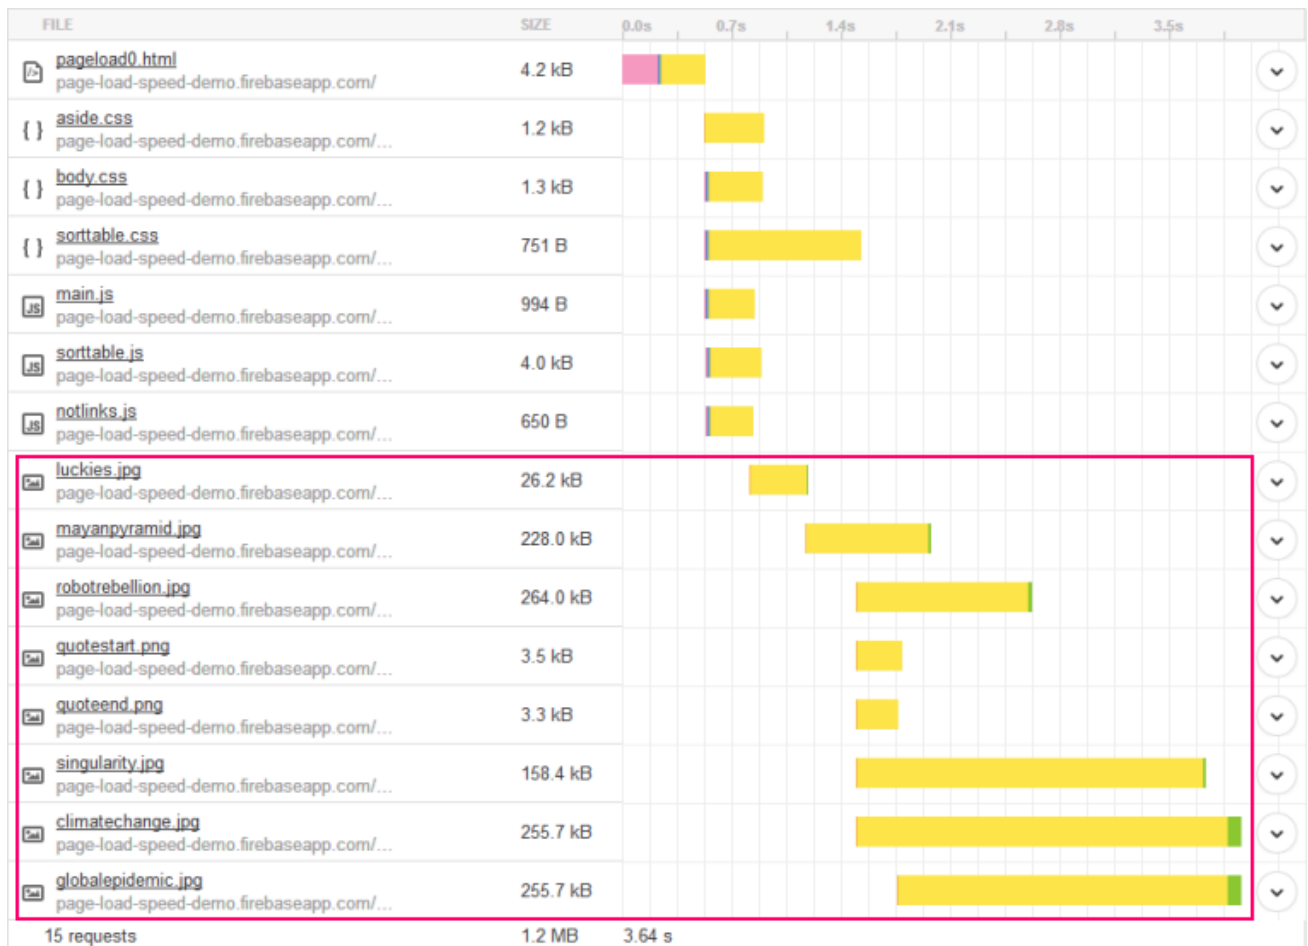 FILE SIZE 0.0s 0.7s 1.4s 2.1s 2.8s 3.5s
pageload0.html
page-load-speed-demo.firebaseapp.com/
4.2 kB
aside.css
page-load-speed-demo.firebaseapp.com/...
1.2 kB
{ }
body.css
page-load-speed-demo.firebaseapp.com/...
1.3 kB
{ }
sorttable.css
page-load-speed-demo.firebaseapp.com/...
751 B
{ }
main.js
page-load-speed-demo.firebaseapp.com/...
994 B
JS
sorttable.js
page-load-speed-demo.firebaseapp.com/...
4.0 kB
JS
notlinks.js
page-load-speed-demo.firebaseapp.com/...
650 B
JS
luckies.jpg
page-load-speed-demo.firebaseapp.com/...
26.2 kB
mayanpyramid.jpg
page-load-speed-demo.firebaseapp.com/...
228.0 kB
robotrebellion.jpg
page-load-speed-demo.firebaseapp.com/...
264.0 kB
quotestart.png
page-load-speed-demo.firebaseapp.com/...
3.5 kB
quoteend.png
page-load-speed-demo.firebaseapp.com/...
3.3 kB
singularity.jpg
page-load-speed-demo.firebaseapp.com/...
158.4 kB
climatechange.jpg
page-load-speed-demo.firebaseapp.com/...
255.7 kB
globalepidemic.jpg
page-load-speed-demo.firebaseapp.com/...
255.7 kB
15 requests 1.2 MB 3.64 s